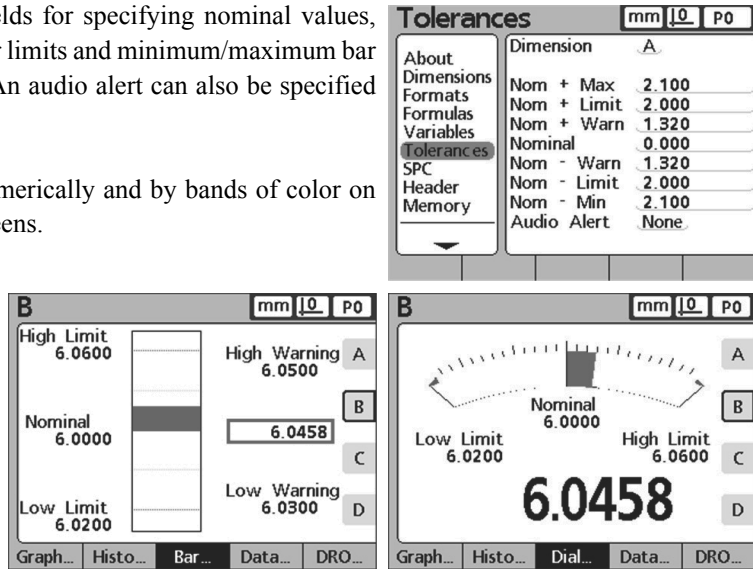 elds for specifying nominal values,
r limits and minimum/maximum bar
An audio alert can also be specified
merically and by bands of color on
eens.
Tolerances mm 0 P0
About
Dimensions
Formats
Formulas
Variables
Tolerances
SPC
Header
Memory
Dimension A
Nom + Max 2.100
Nom + Limit 2.000
Nom + Warn 1.320
Nominal 0.000
Nom - Warn 1.320
Nom - Limit 2.000
Nom - Min 2.100
Audio Alert None
B mm 0 P0
High Limit
6.0600
High Warning
6.0500
Nominal
6.0000
6.0458
Low Warning
6.0300
Low Limit
6.0200
A
B
C
D
Graph... Histo... Bar... Data... DRO...
B mm 0 P0
Nominal
6.0000
Low Limit
6.0200
High Limit
6.0600
6.0458
A
B
C
D
Graph... Histo... Dial... Data... DRO...